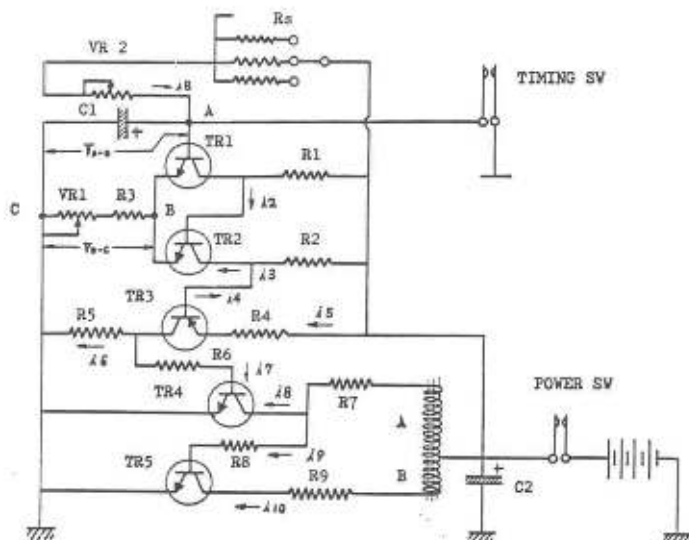 Rs
VR 2
i8
TIMING SW
C1
A
+
TR1
R1
VR1
R3
B
C
i2
TR2
R2
i3
TR3
i4
R5
R4
i5
i6
R6
i7
TR4
i8
R7
POWER SW
A
R8
i9
TR5
B
R9
+
C2
i10